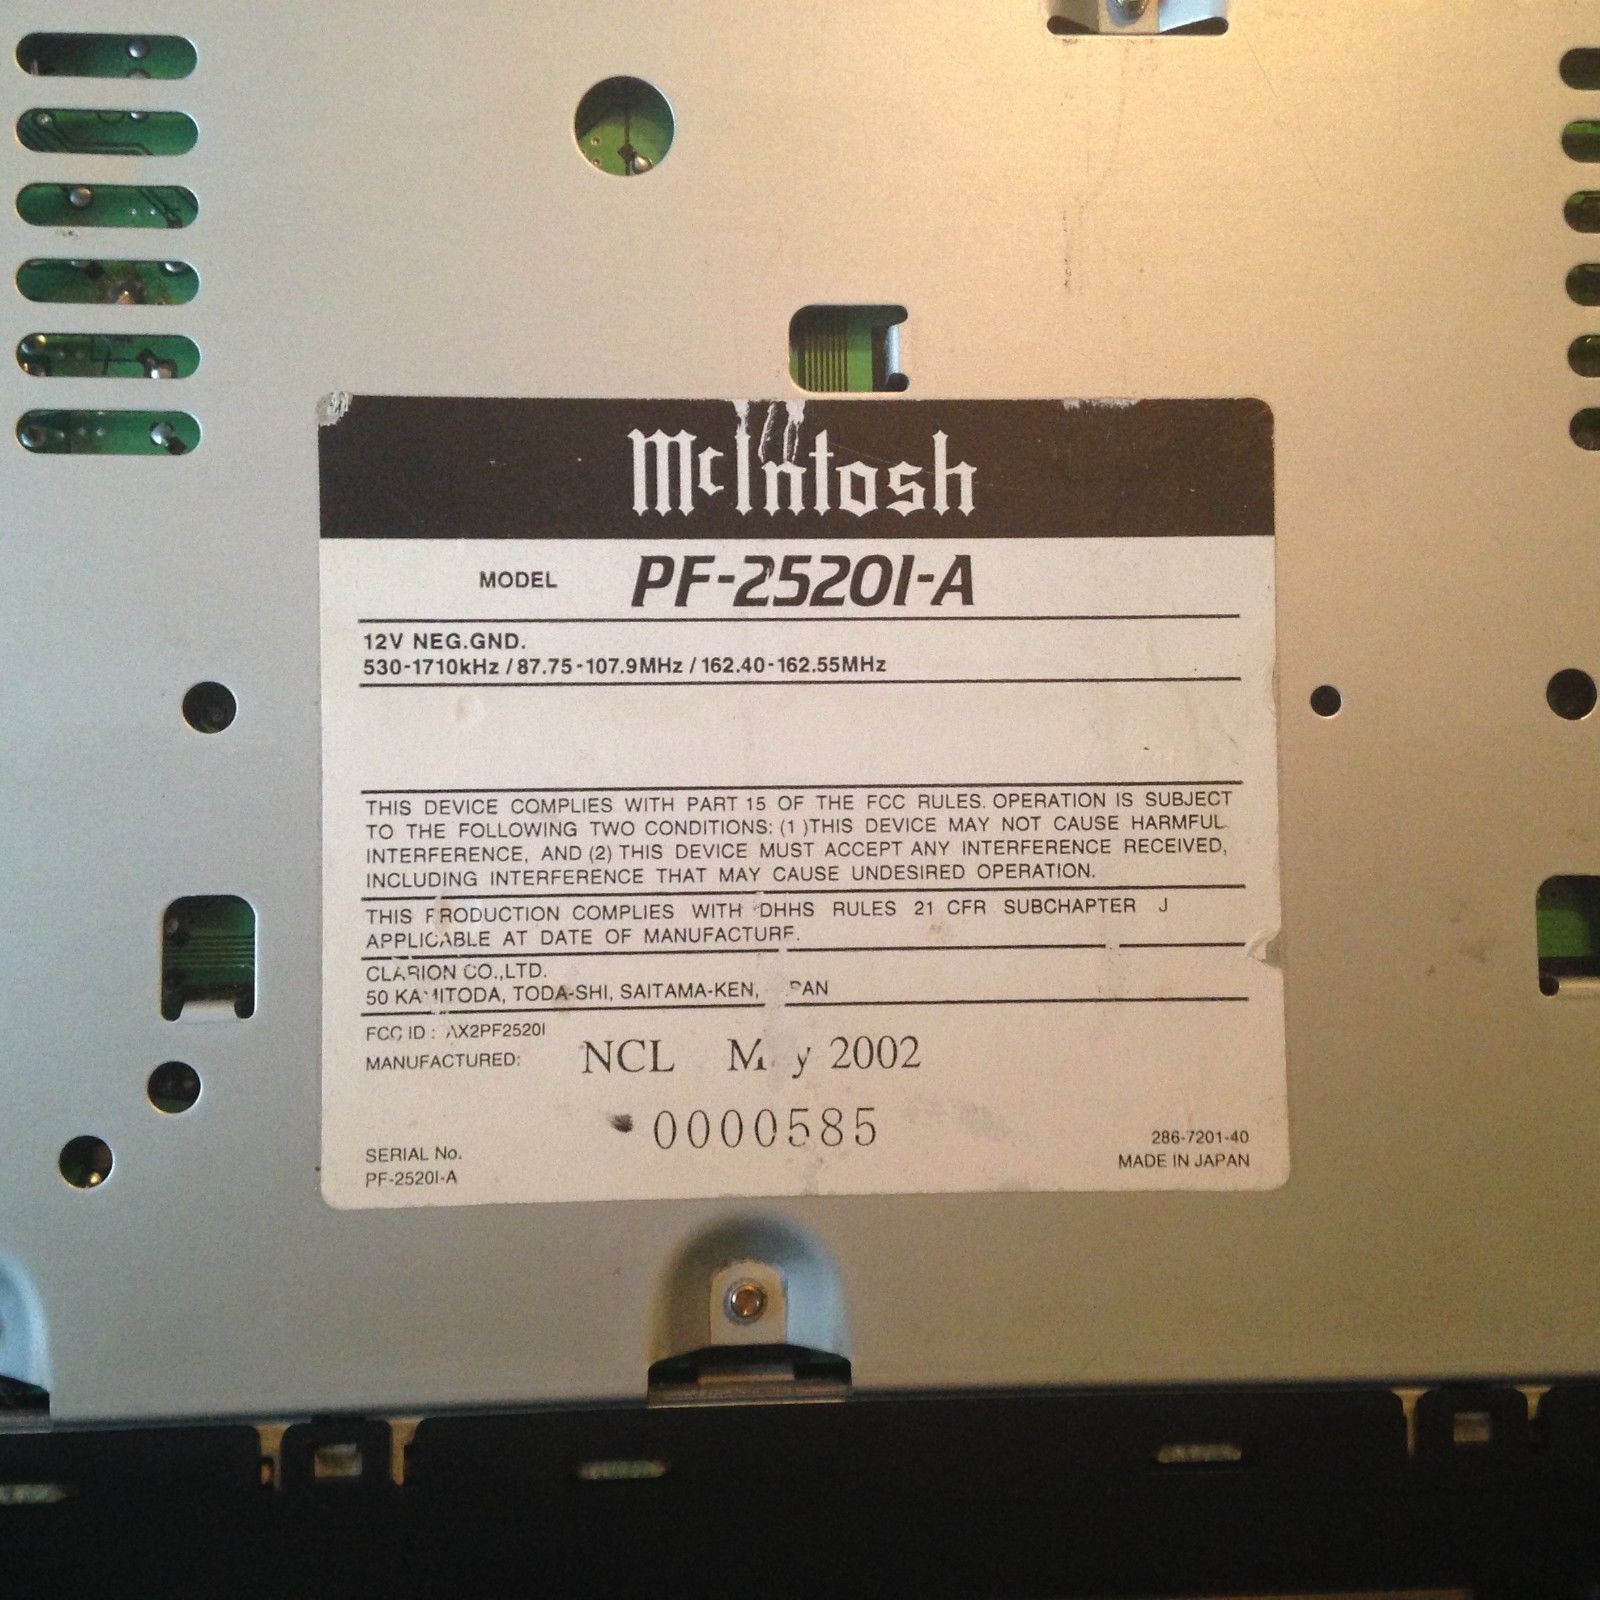 McIntosh
MODEL PF-2520I-A
12V NEG.GND.
530-1710kHz / 87.75-107.9MHz / 162.40-162.55MHz
THIS DEVICE COMPLIES WITH PART 15 OF THE FCC RULES. OPERATION IS SUBJECT
TO THE FOLLOWING TWO CONDITIONS: (1 )THIS DEVICE MAY NOT CAUSE HARMFUL
INTERFERENCE, AND (2) THIS DEVICE MUST ACCEPT ANY INTERFERENCE RECEIVED,
INCLUDING INTERFERENCE THAT MAY CAUSE UNDESIRED OPERATION.
THIS PRODUCTION COMPLIES WITH DHHS RULES 21 CFR SUBCHAPTER J
APPLICABLE AT DATE OF MANUFACTURE.
CLARION CO.,LTD.
50 KAMITODA, TODA-SHI, SAITAMA-KEN, JAPAN
FCC ID : AX2PF2520I
MANUFACTURED: NCL May 2002
0000585
SERIAL No.
PF-2520I-A
286-7201-40
MADE IN JAPAN